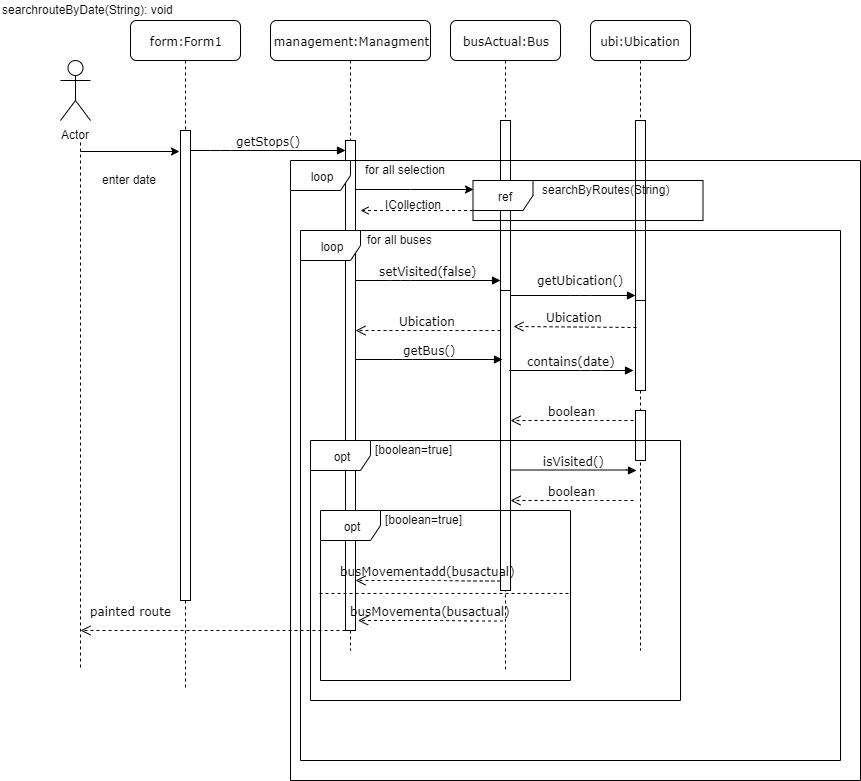 searchrouteByDate(String): void
form:Form1
management:Managment
busActual:Bus
ubi:Ubication
Actor
enter date
getStops()
loop
for all selection
ref
searchByRoutes(String)
ICollection
loop
for all buses
setVisited(false)
getUbication()
Ubication
Ubication
getBus()
contains(date)
boolean
opt
[boolean=true]
isVisited()
boolean
opt
[boolean=true]
busMovementadd(busactual)
busMovementa(busactual)
painted route